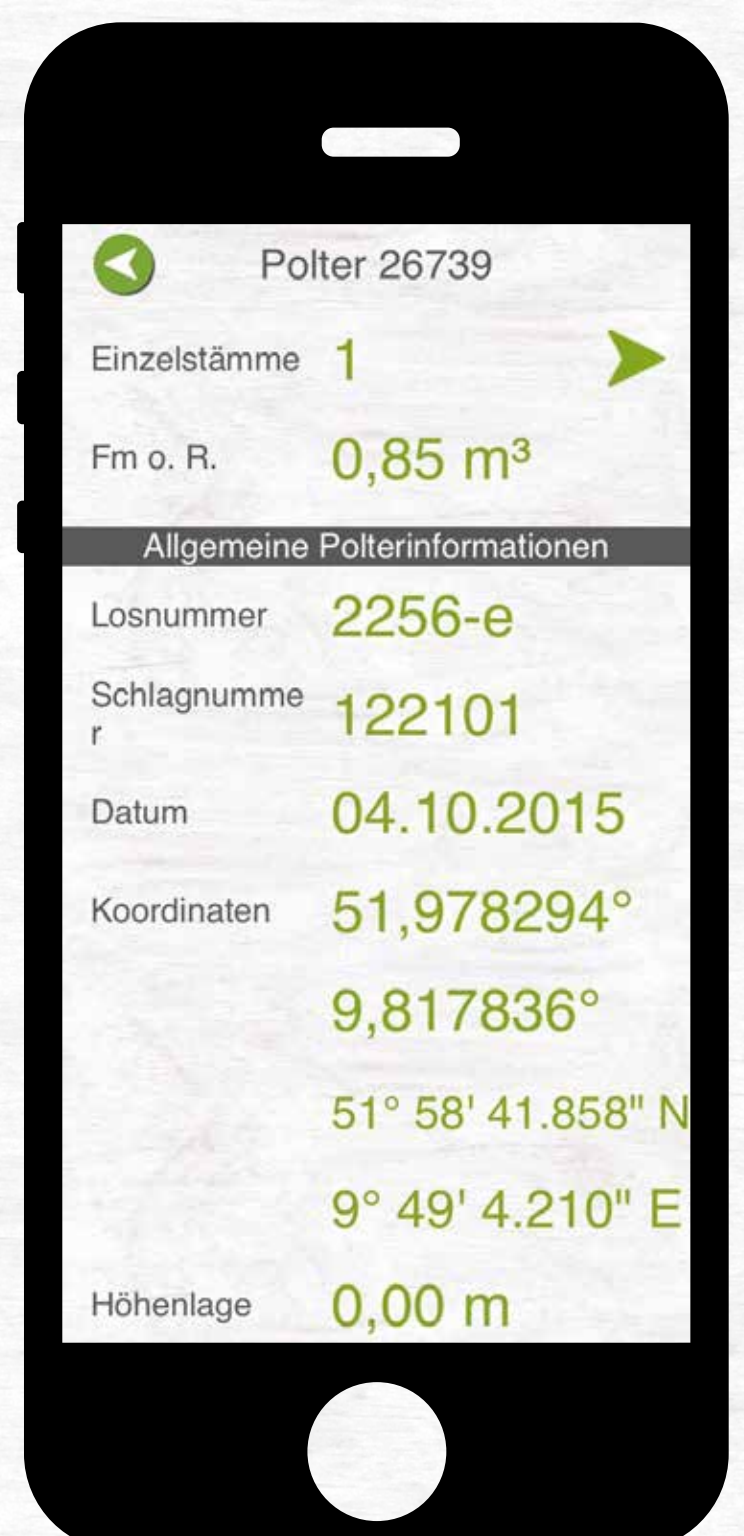 Polter 26739
Einzelstämme 1
Fm o. R. 0,85 m³
Allgemeine Polterinformationen
Losnummer 2256-e
Schlagnumme
r 122101
Datum 04.10.2015
Koordinaten 51,978294°
9,817836°
51° 58' 41.858" N
9° 49' 4.210" E
Höhenlage 0,00 m